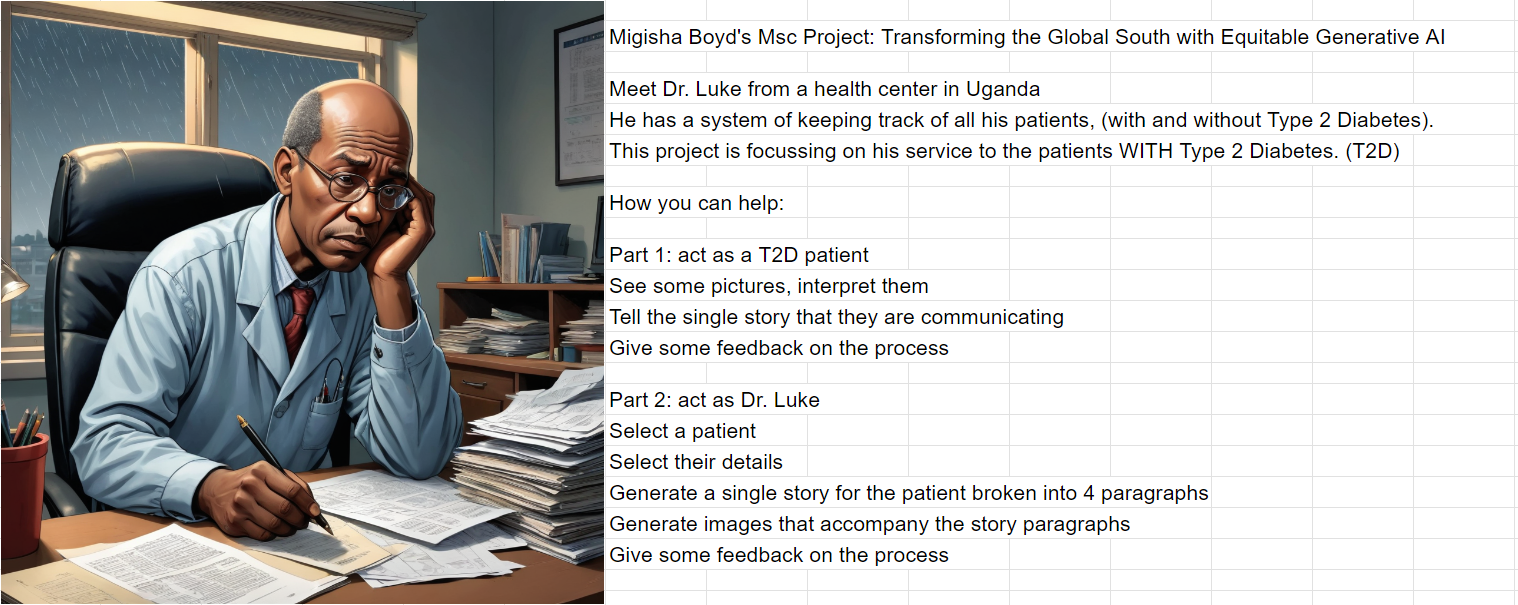 Migisha Boyd's Msc Project: Transforming the Global South with Equitable Generative AI
Meet Dr. Luke from a health center in Uganda
He has a system of keeping track of all his patients, (with and without Type 2 Diabetes).
This project is focussing on his service to the patients WITH Type 2 Diabetes. (T2D)
How you can help:
Part 1: act as a T2D patient
See some pictures, interpret them
Tell the single story that they are communicating
Give some feedback on the process
Part 2: act as Dr. Luke
Select a patient
Select their details
Generate a single story for the patient broken into 4 paragraphs
Generate images that accompany the story paragraphs
Give some feedback on the process